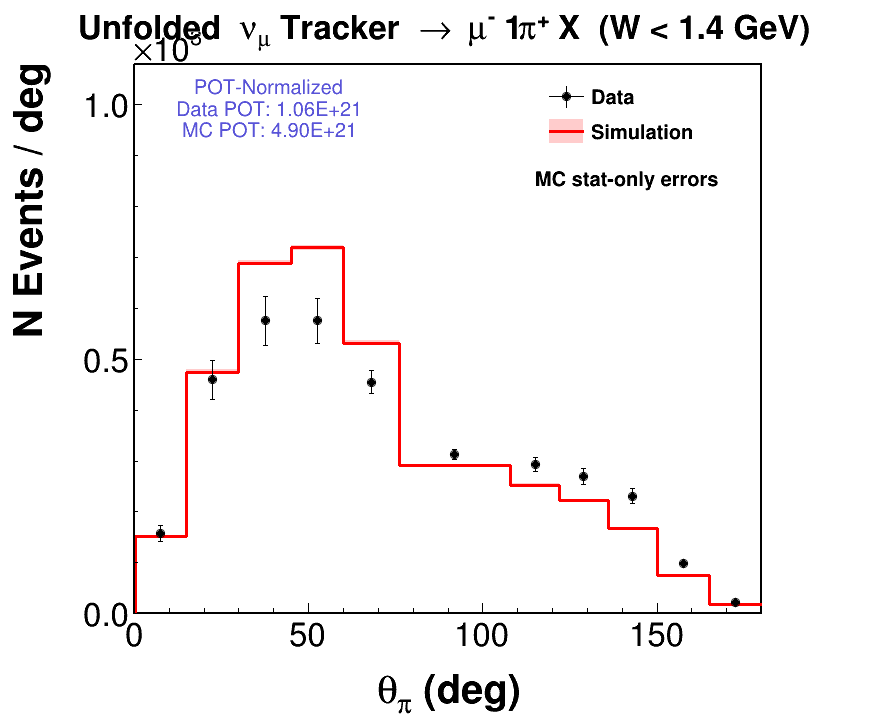 Unfolded ν_μ Tracker → μ⁻ 1π⁺ X (W < 1.4 GeV)
POT-Normalized
Data POT: 1.06E+21
MC POT: 4.90E+21
Data
Simulation
MC stat-only errors
N Events / deg
1.0
0.5
0.0
0 50 100 150
θ_π (deg)